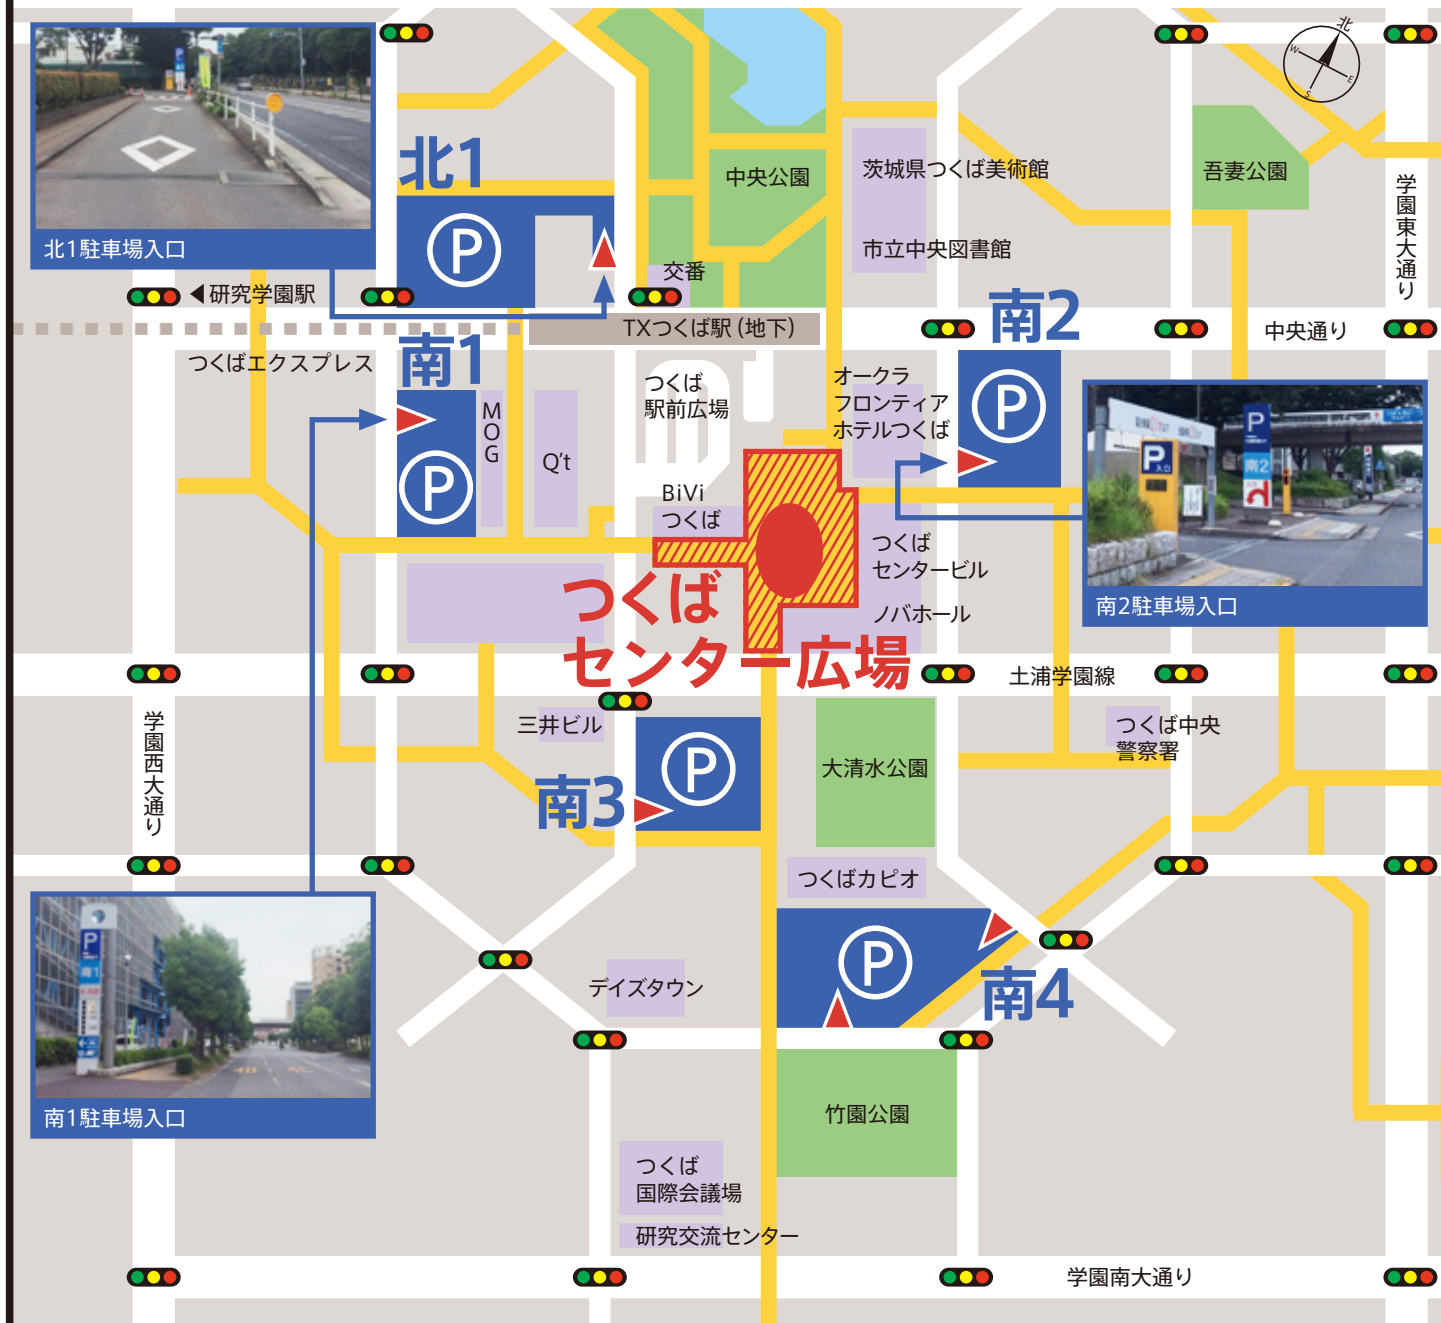 北
W
E
S
北1駐車場入口
北1
P
中央公園
茨城県つくば美術館
市立中央図書館
吾妻公園
学園東大通り
交番
◀研究学園駅
TXつくば駅（地下）
南2
中央通り
つくばエクスプレス
南1
P
MOG
Q't
つくば
駅前広場
オークラ
フロンティア
ホテルつくば
P
P
P
入口
南2
南2駐車場入口
BiVi
つくば
つくば
センタービル
ノバホール
つくば
センター広場
土浦学園線
学園西大通り
三井ビル
つくば中央
警察署
P
南3
大清水公園
つくばカピオ
P
南4
P
南1
南1駐車場入口
デイズタウン
竹園公園
つくば
国際会議場
研究交流センター
学園南大通り